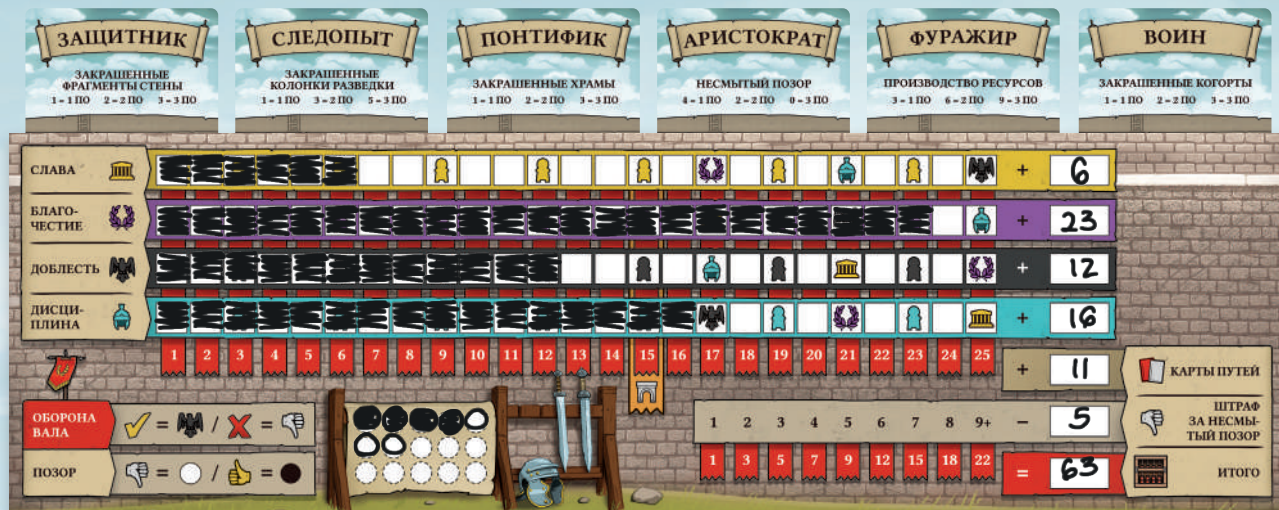 ЗАЩИТНИК
ЗАКРАШЕННЫЕ
ФРАГМЕНТЫ СТЕНЫ
1 = 1 ПО 2 = 2 ПО 3 = 3 ПО
СЛЕДОПЫТ
ЗАКРАШЕННЫЕ
КОЛОНКИ РАЗВЕДКИ
1 = 1 ПО 3 = 2 ПО 5 = 3 ПО
ПОНТИФИК
ЗАКРАШЕННЫЕ ХРАМЫ
1 = 1 ПО 2 = 2 ПО 3 = 3 ПО
АРИСТОКРАТ
НЕСМЫТЫЙ ПОЗОР
4 = 1 ПО 2 = 2 ПО 0 = 3 ПО
ФУРАЖИР
ПРОИЗВОДСТВО РЕСУРСОВ
3 = 1 ПО 6 = 2 ПО 9 = 3 ПО
ВОИН
ЗАКРАШЕННЫЕ КОГОРТЫ
1 = 1 ПО 2 = 2 ПО 3 = 3 ПО
СЛАВА + 6
БЛАГО-
ЧЕСТИЕ + 23
ДОБЛЕСТЬ + 12
ДИСЦИ-
ПЛИНА + 16
1 2 3 4 5 6 7 8 9 10 11 12 13 14 15 16 17 18 19 20 21 22 23 24 25
+ 11 КАРТЫ ПУТЕЙ
ОБОРОНА
ВАЛА = / =
1 2 3 4 5 6 7 8 9+ − 5
ШТРАФ
ЗА НЕСМЫ-
ТЫЙ ПОЗОР
ПОЗОР = / =
1 3 5 7 9 12 15 18 22 = 63 ИТОГО